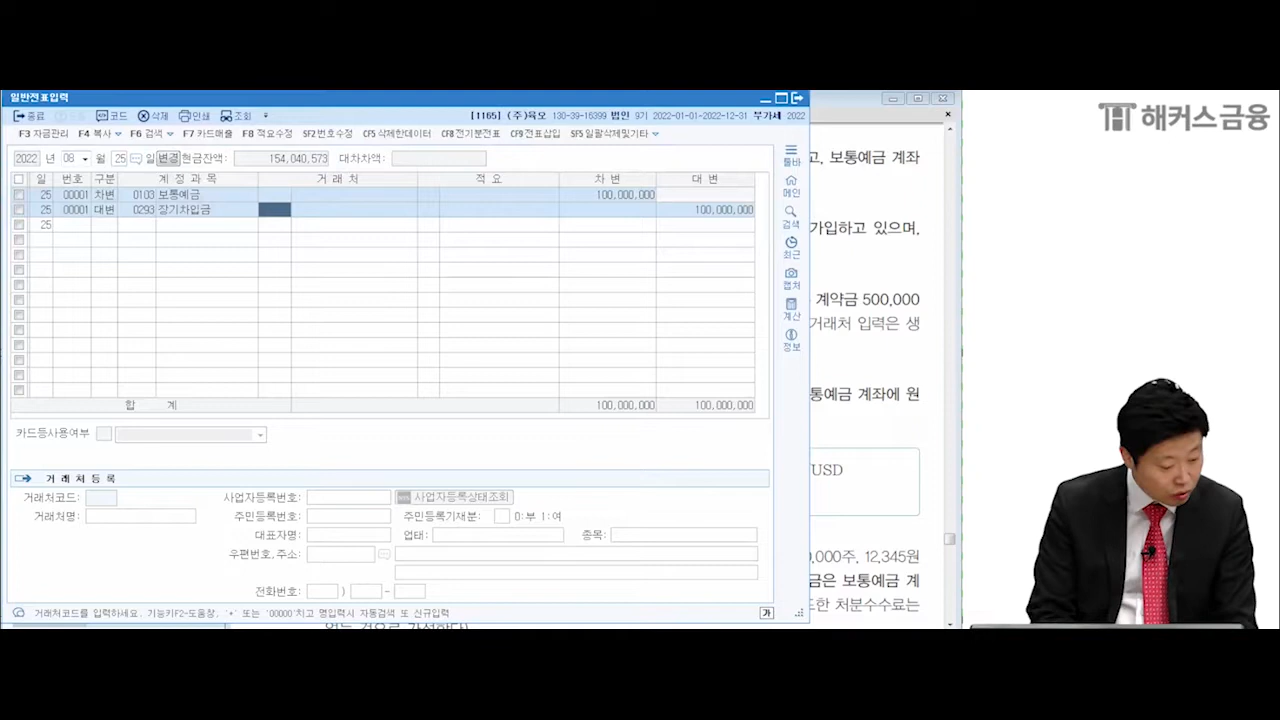 일반전표입력
종료 코드 삭제 인쇄 조회 [1165] (주)육오 130-39-16399 법인 9기 2022-01-01~2022-12-31 부가세 2022
F3 자금관리 F4 복사 F6 검색 F7 카드매출 F8 적요수정 SF2 번호수정 CF5 삭제한데이터 CF8 전기분전표 CF9 전표삽입 SF5 일괄삭제및기타
해커스금융
2022 년 08 월 25 일 변경 현금잔액: 154,040,573 대차차액:
일 번호 구분 계 정 과 목 거 래 처 적 요 차 변 대 변
25 00001 차변 0103 보통예금 100,000,000
25 00001 대변 0293 장기차입금 100,000,000
25
합 계 100,000,000 100,000,000
카드등사용여부
거 래 처 등 록
거래처코드: 사업자등록번호: 사업자등록상태조회
거래처명: 주민등록번호: 주민등록기재분: 0:부 1:여
대표자명: 업태: 종목:
우편번호, 주소:
전화번호: ) -
거래처코드를 입력하세요. 기능키F2-도움창, '+' 또는 '00000'치고 명입력시 자동검색 또 신규입력 가
툴바
메인
검색
최근
캡처
계산
정보
고, 보통예금 계좌
가입하고 있으며,
계약금 500,000
거래처 입력은 생
통예금 계좌에 원
USD
0,000주, 12,345원
금은 보통예금 계
또한 처분수수료는
없는 것으로 가정한다)